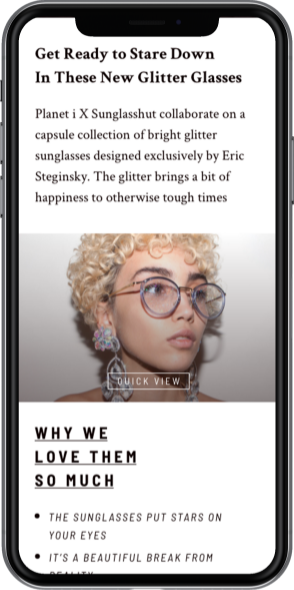 Get Ready to Stare Down
In These New Glitter Glasses
Planet i X Sunglasshut collaborate on a
capsule collection of bright glitter
sunglasses designed exclusively by Eric
Steginsky. The glitter brings a bit of
happiness to otherwise tough times
QUICK VIEW
WHY WE
LOVE THEM
SO MUCH
• THE SUNGLASSES PUT STARS ON
YOUR EYES
• IT'S A BEAUTIFUL BREAK FROM
REALITY